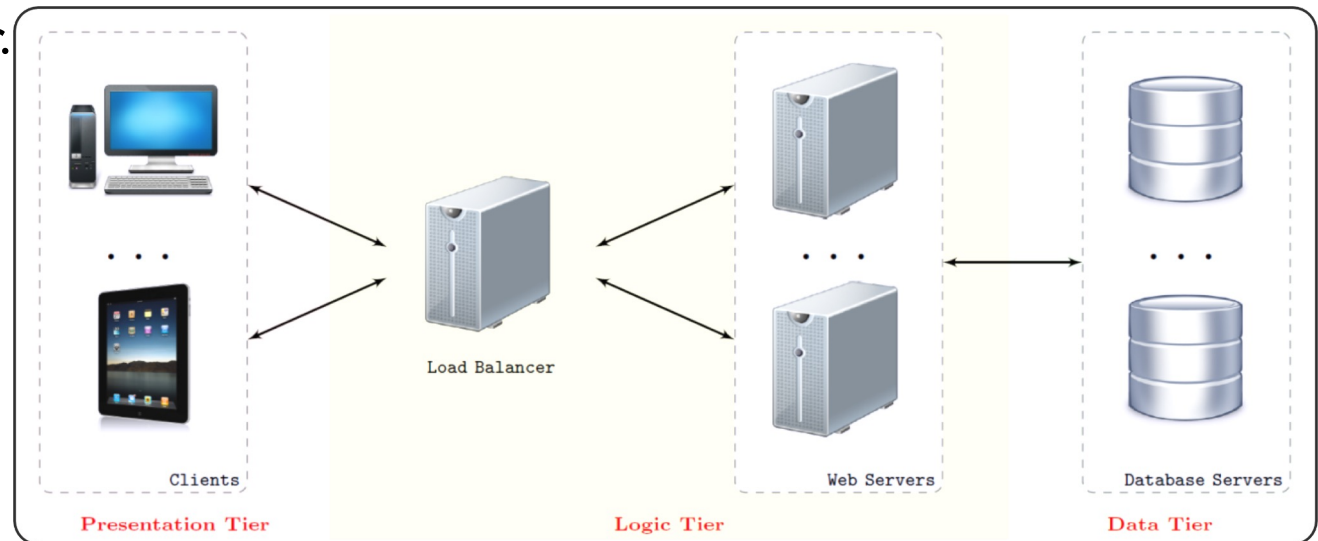 Load Balancer
Clients
Web Servers
Database Servers
Presentation Tier
Logic Tier
Data Tier